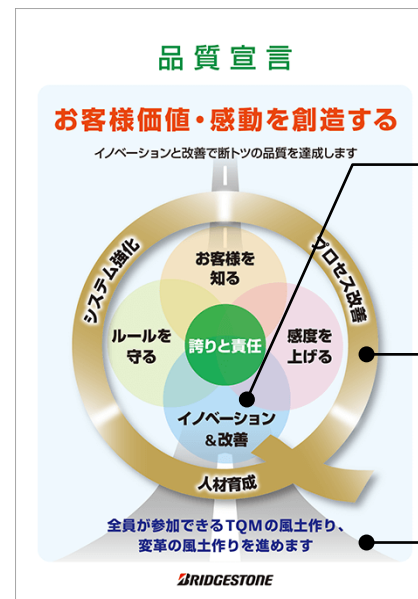 品質宣言
お客様価値・感動を創造する
イノベーションと改善で断トツの品質を達成します
システム強化
プロセス改善
お客様を
知る
ルールを
守る
誇りと責任
感度を
上げる
イノベーション
&改善
人材育成
全員が参加できるTQMの風土作り、
変革の風土作りを進めます
BRIDGESTONE